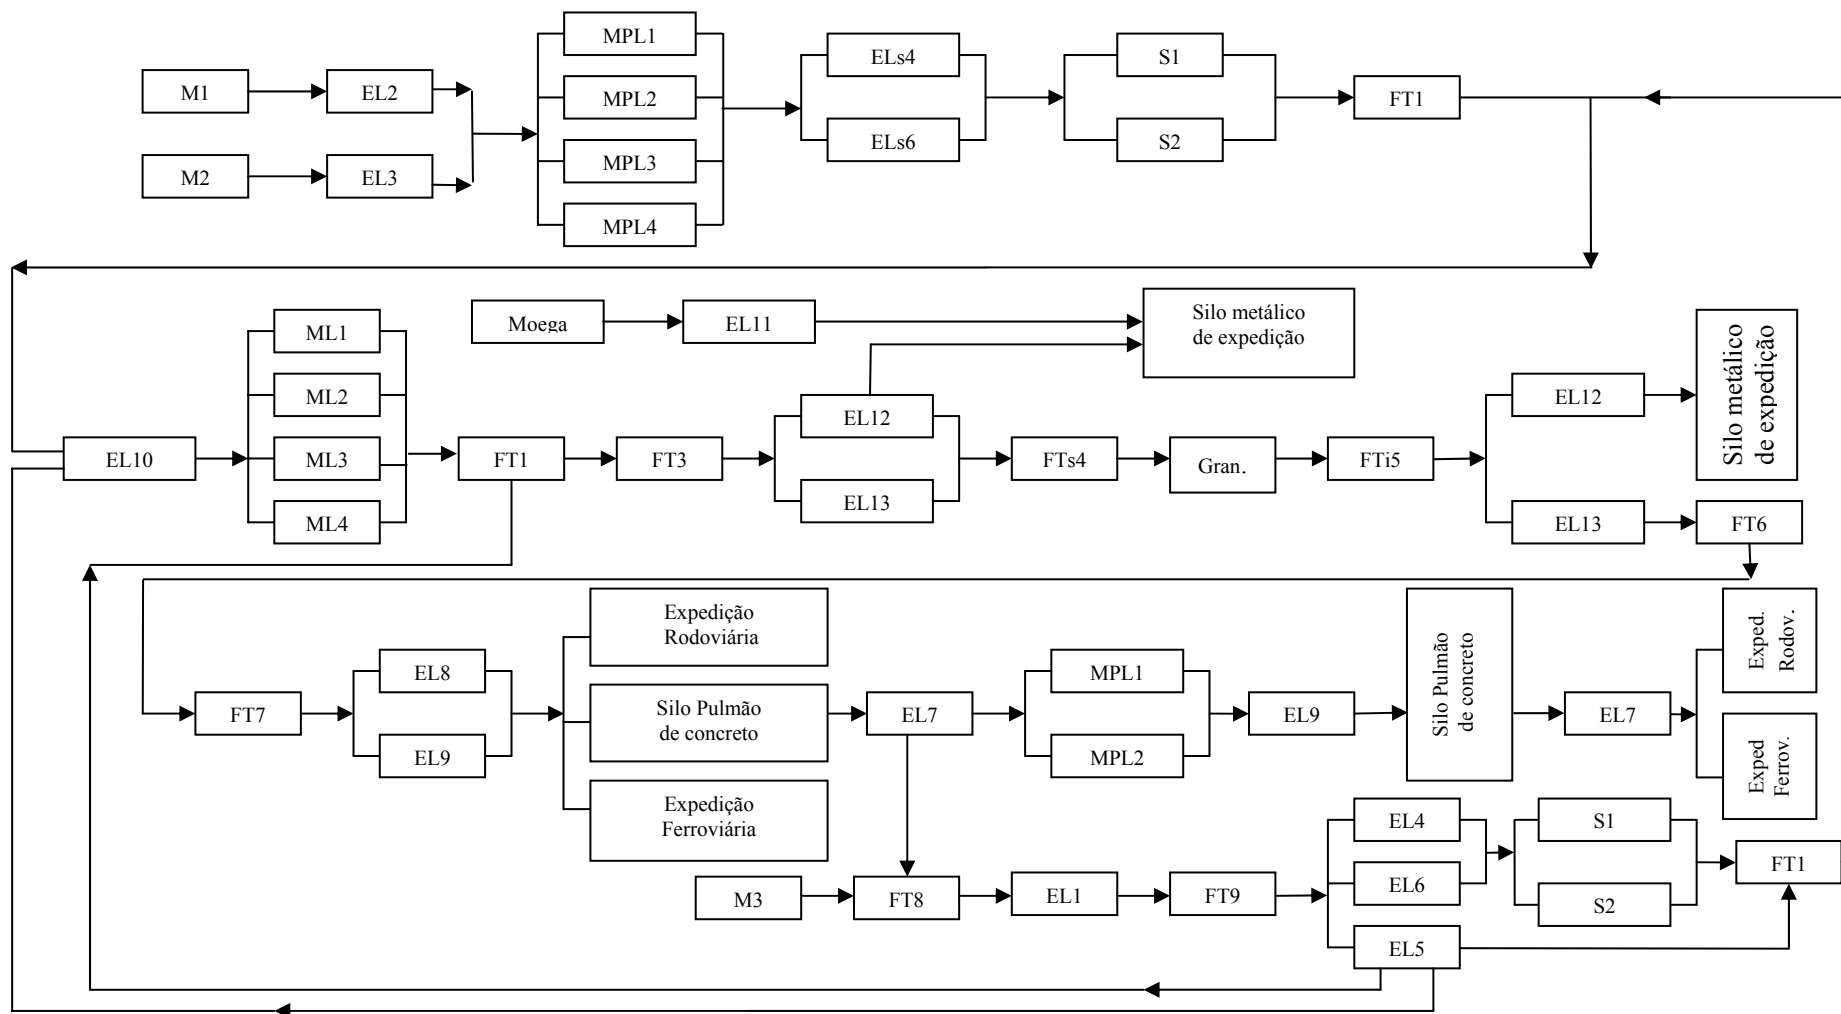 MPL1
ELs4
S1
M1
EL2
MPL2
FT1
ELs6
S2
MPL3
M2
EL3
MPL4
ML1
Moega
EL11
Silo metálico
de expedição
ML2
EL12
EL12
Silo metálico
de expedição
EL10
ML3
FT1
FT3
FTs4
Gran.
FTi5
EL13
ML4
EL13
FT6
Expedição
Rodoviária
EL8
MPL1
Exped.
Rodov.
FT7
Silo Pulmão
de concreto
EL7
EL9
Silo Pulmão
de concreto
EL7
EL9
MPL2
Exped
Ferrov.
Expedição
Ferroviária
EL4
S1
FT1
M3
FT8
EL1
FT9
EL6
S2
EL5